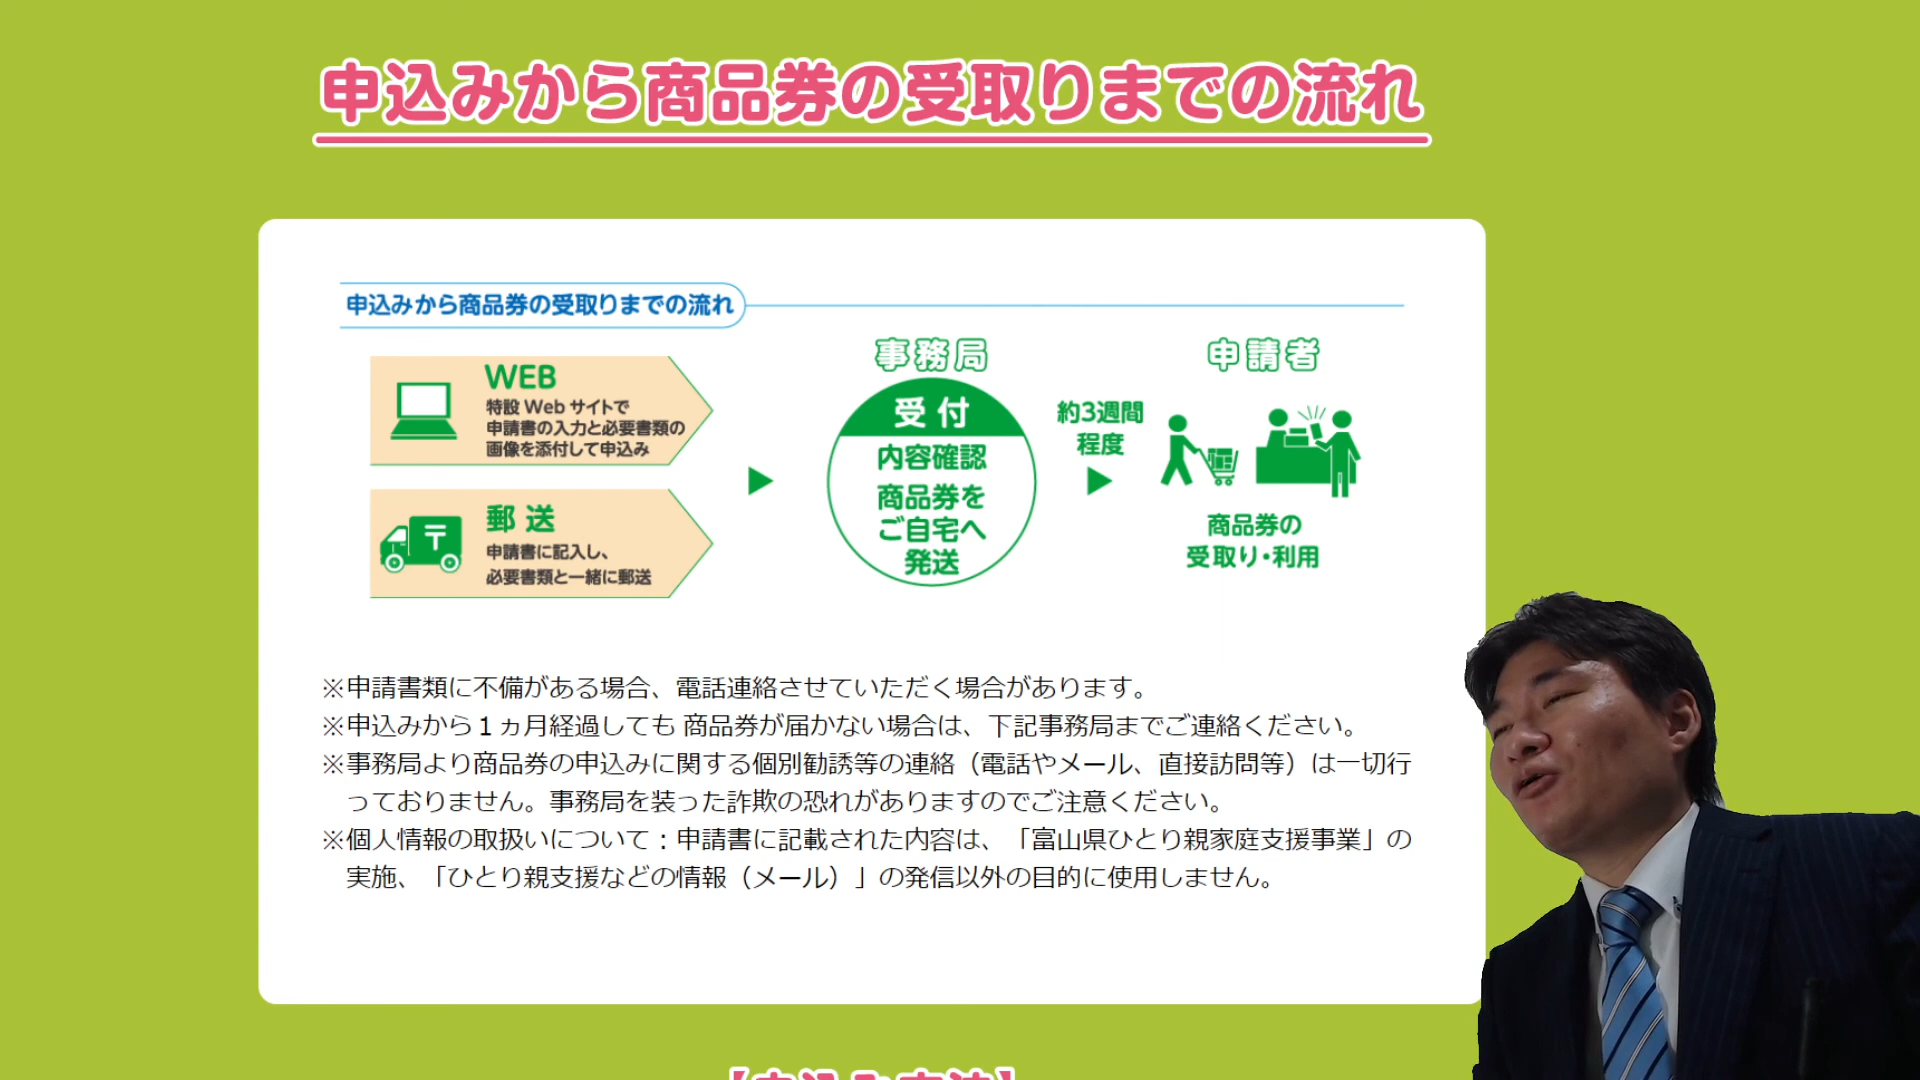 申込みから商品券の受取りまでの流れ
申込みから商品券の受取りまでの流れ
WEB
特設 Web サイトで
申請書の入力と必要書類の
画像を添付して申込み
郵送
申請書に記入し、
必要書類と一緒に郵送
事務局
受付
内容確認
商品券を
ご自宅へ
発送
約3週間
程度
申請者
商品券の
受取り・利用
※申請書類に不備がある場合、電話連絡させていただく場合があります。
※申込みから１ヵ月経過しても 商品券が届かない場合は、下記事務局までご連絡ください。
※事務局より商品券の申込みに関する個別勧誘等の連絡（電話やメール、直接訪問等）は一切行
っておりません。事務局を装った詐欺の恐れがありますのでご注意ください。
※個人情報の取扱いについて：申請書に記載された内容は、「富山県ひとり親家庭支援事業」の
実施、「ひとり親支援などの情報（メール）」の発信以外の目的に使用しません。